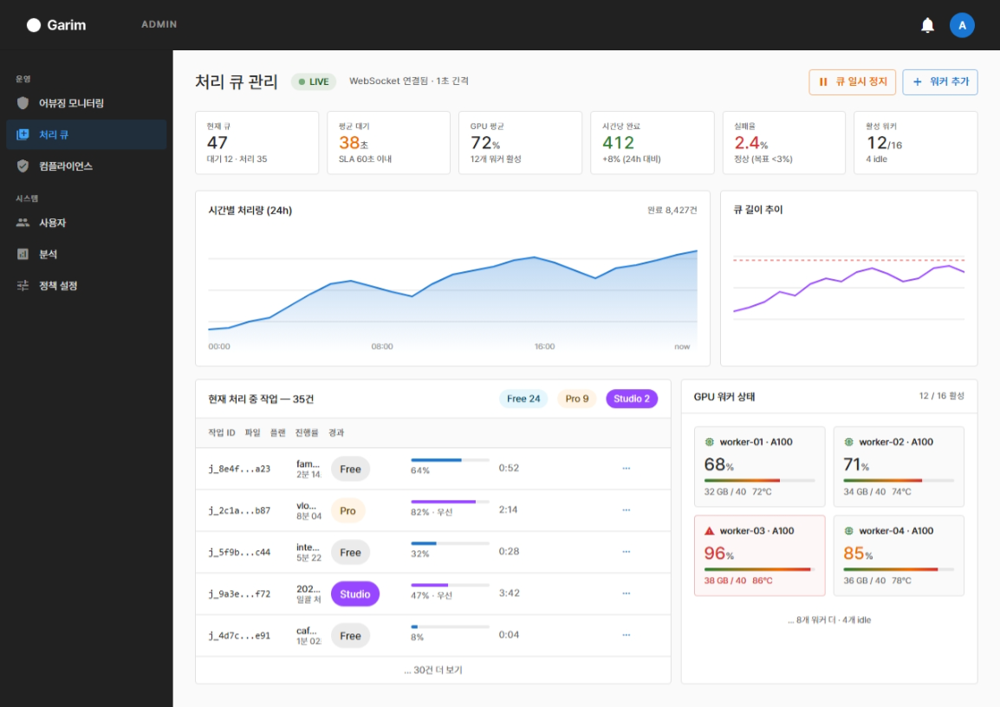 Garim
ADMIN
A
운영
어뷰징 모니터링
처리 큐
컴플라이언스
시스템
사용자
분석
정책 설정
처리 큐 관리
LIVE
WebSocket 연결됨 · 1초 간격
큐 일시 정지
+ 워커 추가
현재 큐
47
대기 12 · 처리 35
평균 대기
38초
SLA 60초 이내
GPU 평균
72%
12개 워커 활성
시간당 완료
412
+8% (24h 대비)
실패율
2.4%
정상 (목표 <3%)
활성 워커
12/16
4 idle
시간별 처리량 (24h)
완료 8,427건
00:00 08:00 16:00 now
큐 길이 추이
현재 처리 중 작업 — 35건
Free 24 Pro 9 Studio 2
작업 ID 파일 플랜 진행률 경과
j_8e4f...a23 fam... Free 64% 0:52 ...
2분 14
j_2c1a...b87 vlo... Pro 82% · 우선 2:14 ...
8분 04
j_5f9b...c44 inte... Free 32% 0:28 ...
5분 22
j_9a3e...f72 202... Studio 47% · 우선 3:42 ...
일괄 처
j_4d7c...e91 caf... Free 8% 0:04 ...
1분 02
... 30건 더 보기
GPU 워커 상태
12 / 16 활성
worker-01 · A100
68%
32 GB / 40 72°C
worker-02 · A100
71%
34 GB / 40 74°C
worker-03 · A100
96%
38 GB / 40 86°C
worker-04 · A100
85%
36 GB / 40 78°C
... 8개 워커 더 · 4개 idle